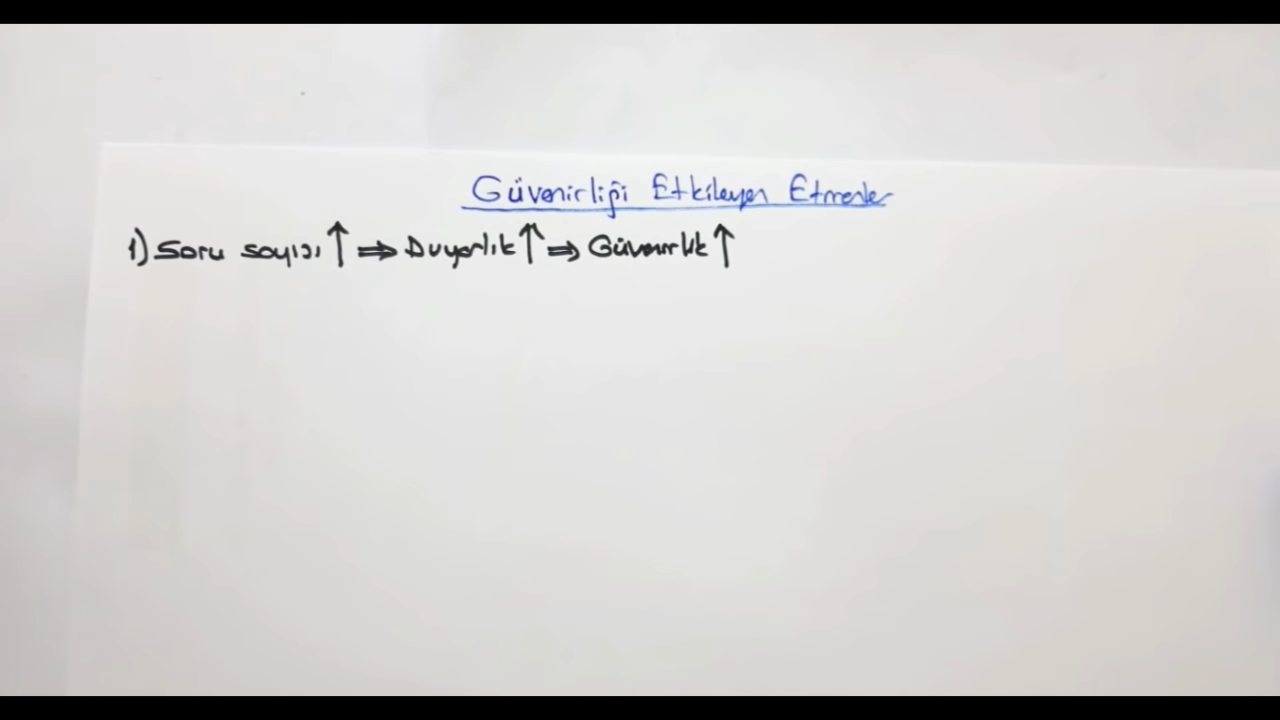 Güvenirliği Etkileyen Etmenler
1) Soru sayısı ↑ ⇒ Duyarlık ↑ ⇒ Güvenirlik ↑